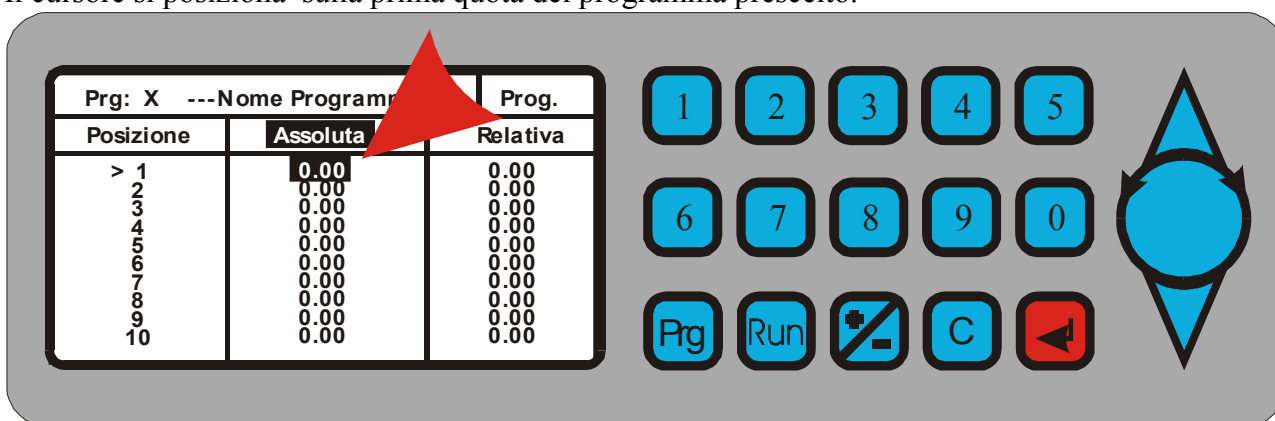 Il cursore si posiziona sulla prima quota del programma prescelto.
Prg: X ---Nome Program Prog.
Posizione Assoluta Relativa
> 1 0.00 0.00
2 0.00 0.00
3 0.00 0.00
4 0.00 0.00
5 0.00 0.00
6 0.00 0.00
7 0.00 0.00
8 0.00 0.00
9 0.00 0.00
10 0.00 0.00
1 2 3 4 5
6 7 8 9 0
Prg Run + - C